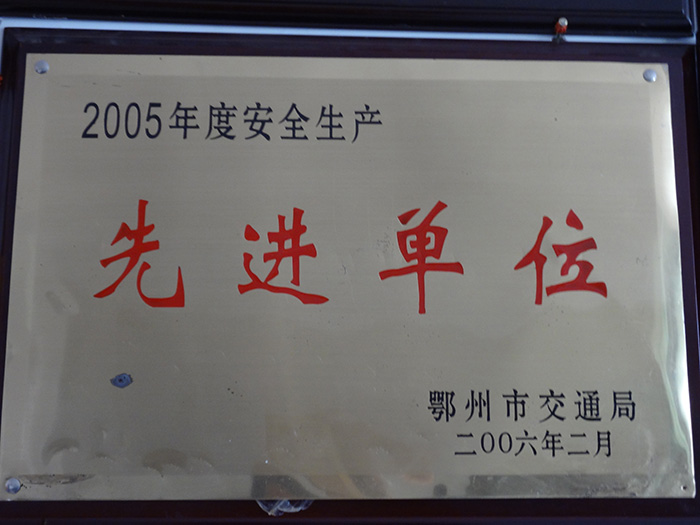 2005年度安全生产
先进单位
鄂州市交通局
二00六年二月